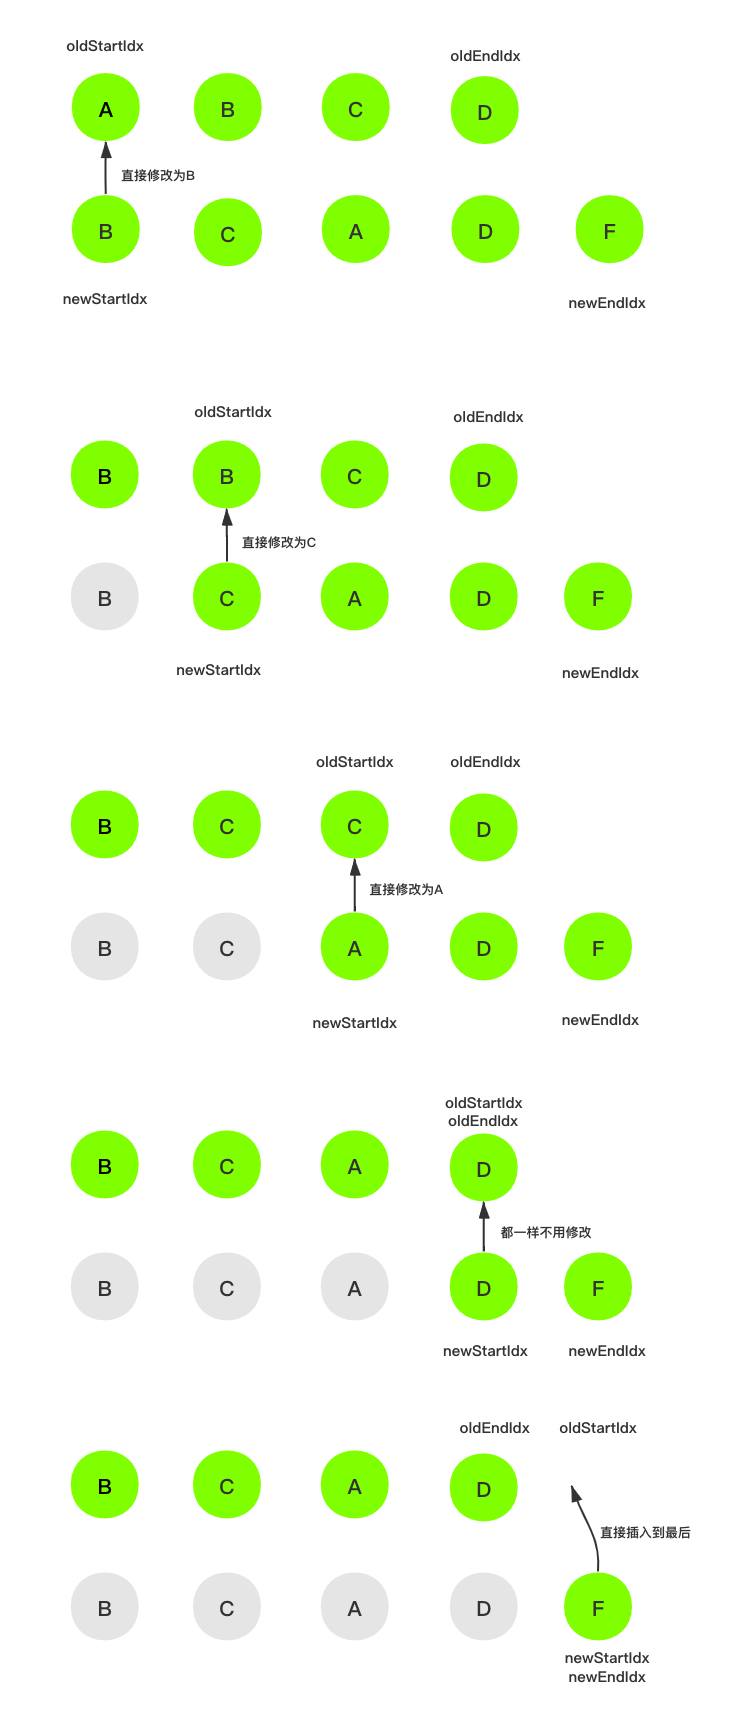 oldStartIdx
oldEndIdx
A B C D
直接修改为B
B C A D F
newStartIdx
newEndIdx
oldStartIdx
oldEndIdx
B B C D
直接修改为C
B C A D F
newStartIdx
newEndIdx
oldStartIdx oldEndIdx
B C C D
直接修改为A
B C A D F
newStartIdx
newEndIdx
oldStartIdx
oldEndIdx
B C A D
都一样不用修改
B C A D F
newStartIdx newEndIdx
oldEndIdx oldStartIdx
B C A D
直接插入到最后
B C A D F
newStartIdx
newEndIdx